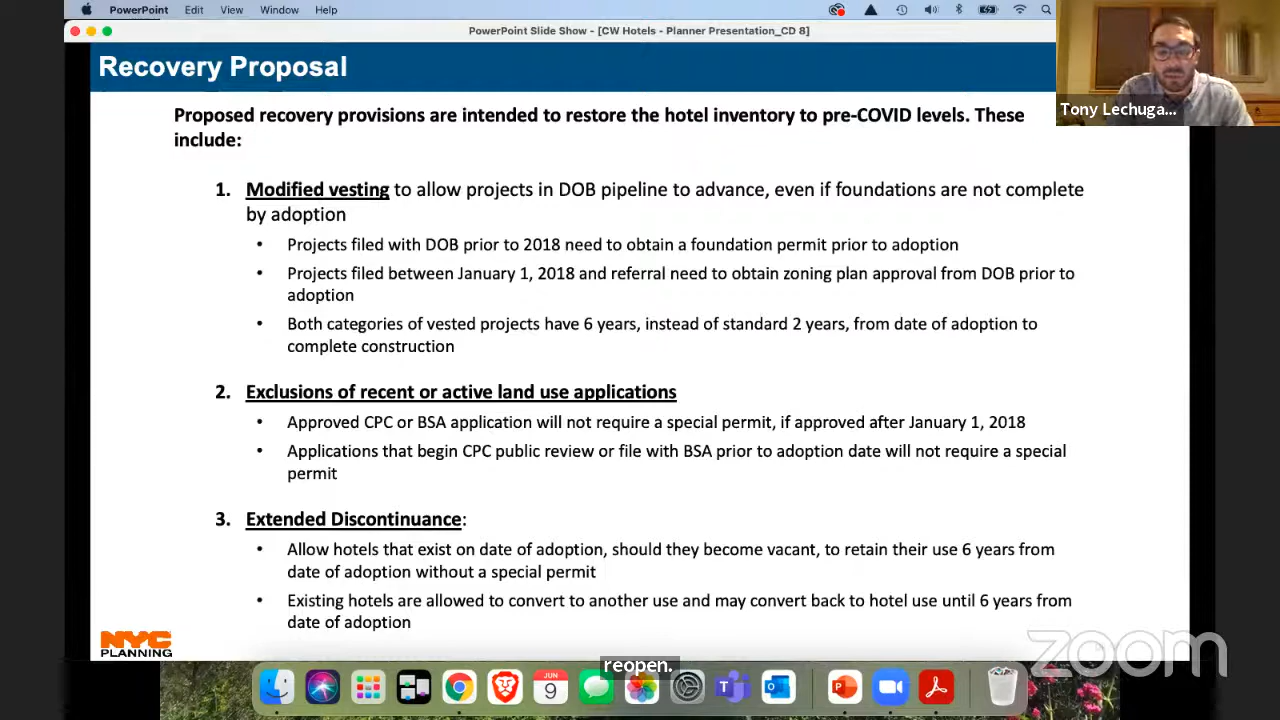 PowerPoint Edit View Window Help
PowerPoint Slide Show - [CW Hotels - Planner Presentation_CD 8]
Recovery Proposal
Tony Lechuga...
Proposed recovery provisions are intended to restore the hotel inventory to pre-COVID levels. These
include:
1. Modified vesting to allow projects in DOB pipeline to advance, even if foundations are not complete
by adoption
• Projects filed with DOB prior to 2018 need to obtain a foundation permit prior to adoption
• Projects filed between January 1, 2018 and referral need to obtain zoning plan approval from DOB prior to
adoption
• Both categories of vested projects have 6 years, instead of standard 2 years, from date of adoption to
complete construction
2. Exclusions of recent or active land use applications
• Approved CPC or BSA application will not require a special permit, if approved after January 1, 2018
• Applications that begin CPC public review or file with BSA prior to adoption date will not require a special
permit
3. Extended Discontinuance:
• Allow hotels that exist on date of adoption, should they become vacant, to retain their use 6 years from
date of adoption without a special permit
• Existing hotels are allowed to convert to another use and may convert back to hotel use until 6 years from
date of adoption
NYC
PLANNING
zoom
reopen.
JUN
9